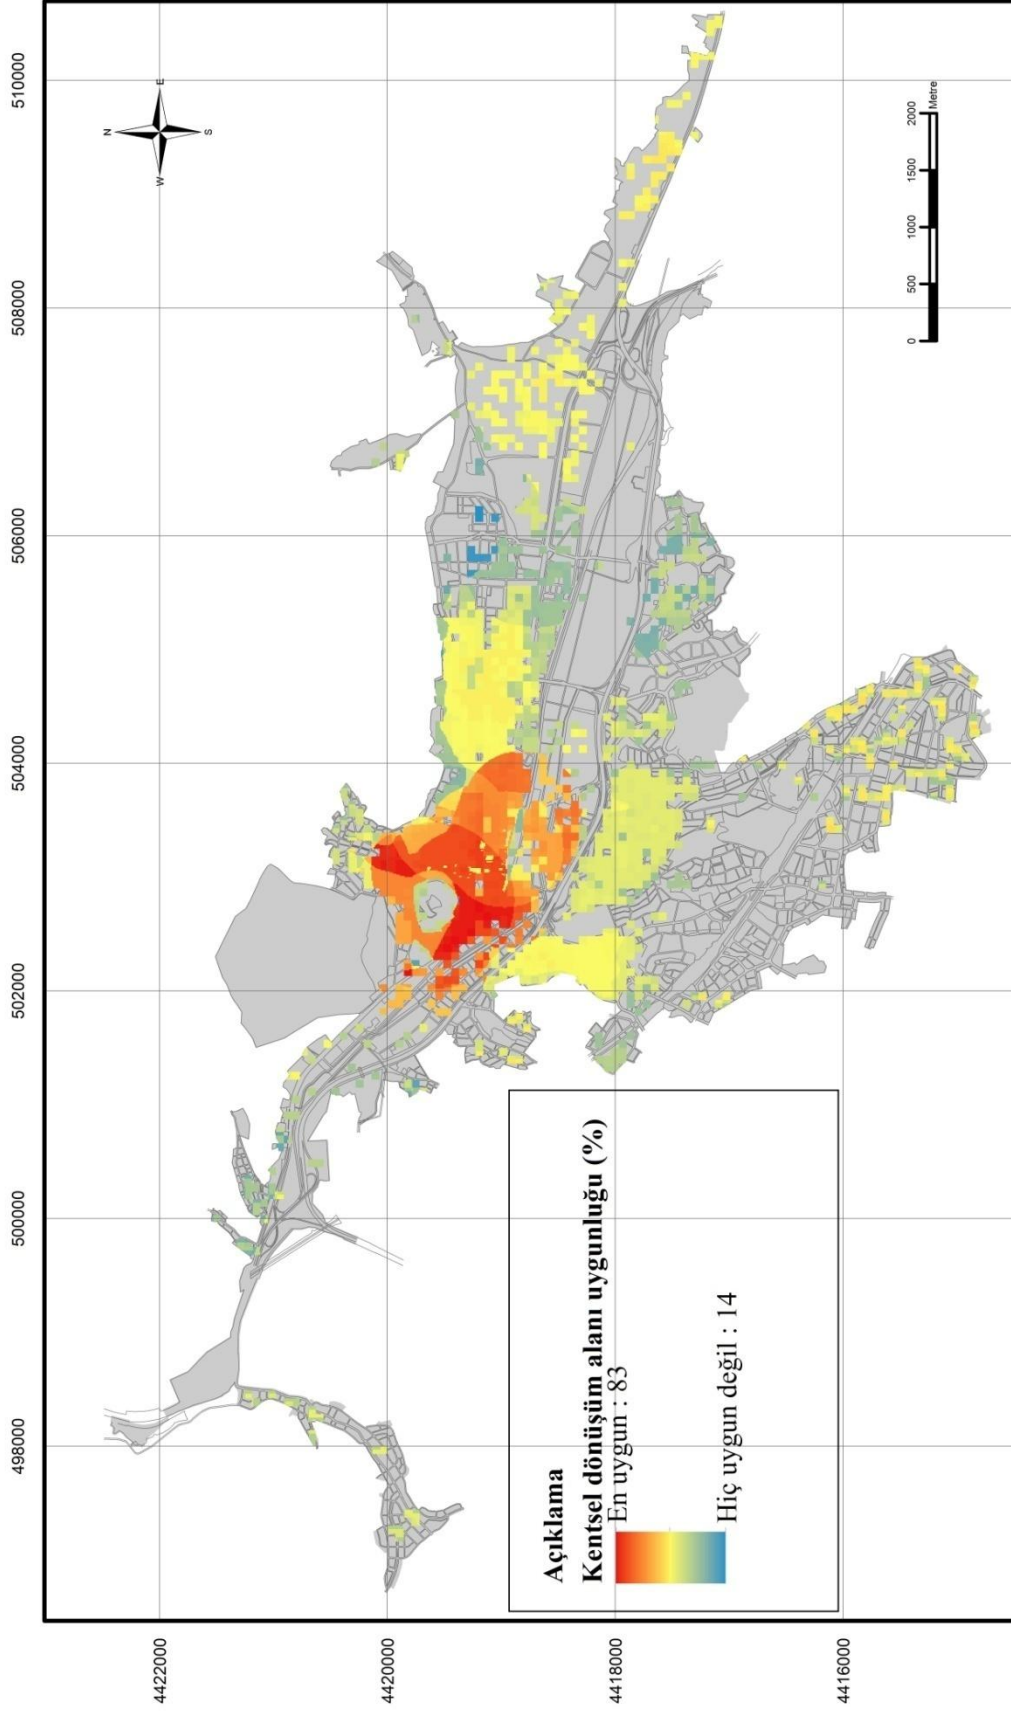 4422000
4420000
4418000
4416000
498000
500000
502000
504000
506000
508000
510000
N
W
E
S
Açıklama
Kentsel dönüşüm alanı uygunluğu (%)
En uygun : 83
Hiç uygun değil : 14
0 500 1000 1500 2000
Metre